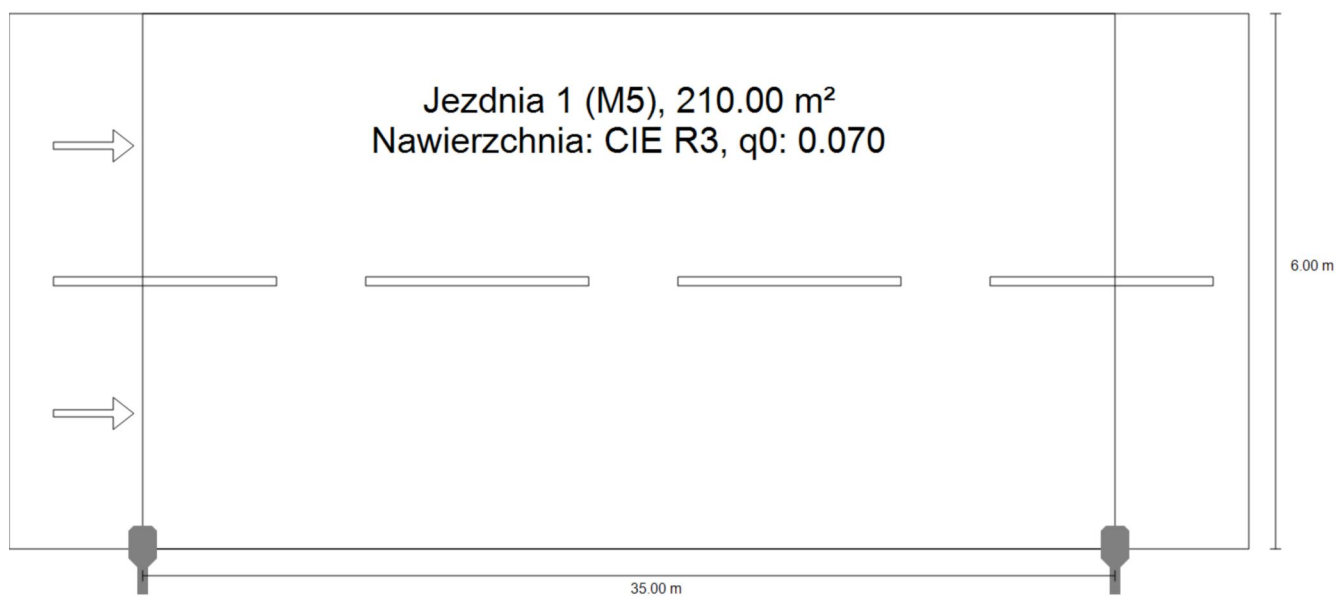 Jezdnia 1 (M5), 210.00 m²
Nawierzchnia: CIE R3, q0: 0.070
6.00 m
35.00 m